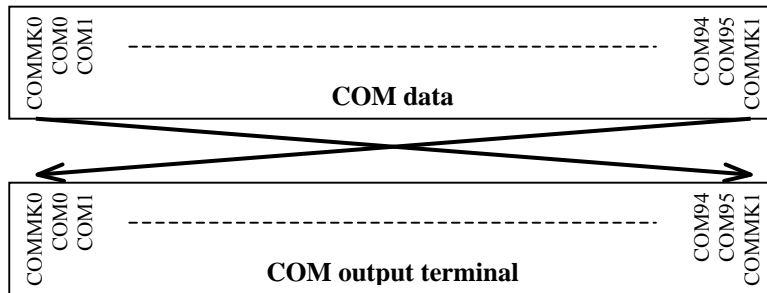 COMMK0
COM0
COM1
COM94
COM95
COMMK1
COM data
COMMK0
COM0
COM1
COM94
COM95
COMMK1
COM output terminal